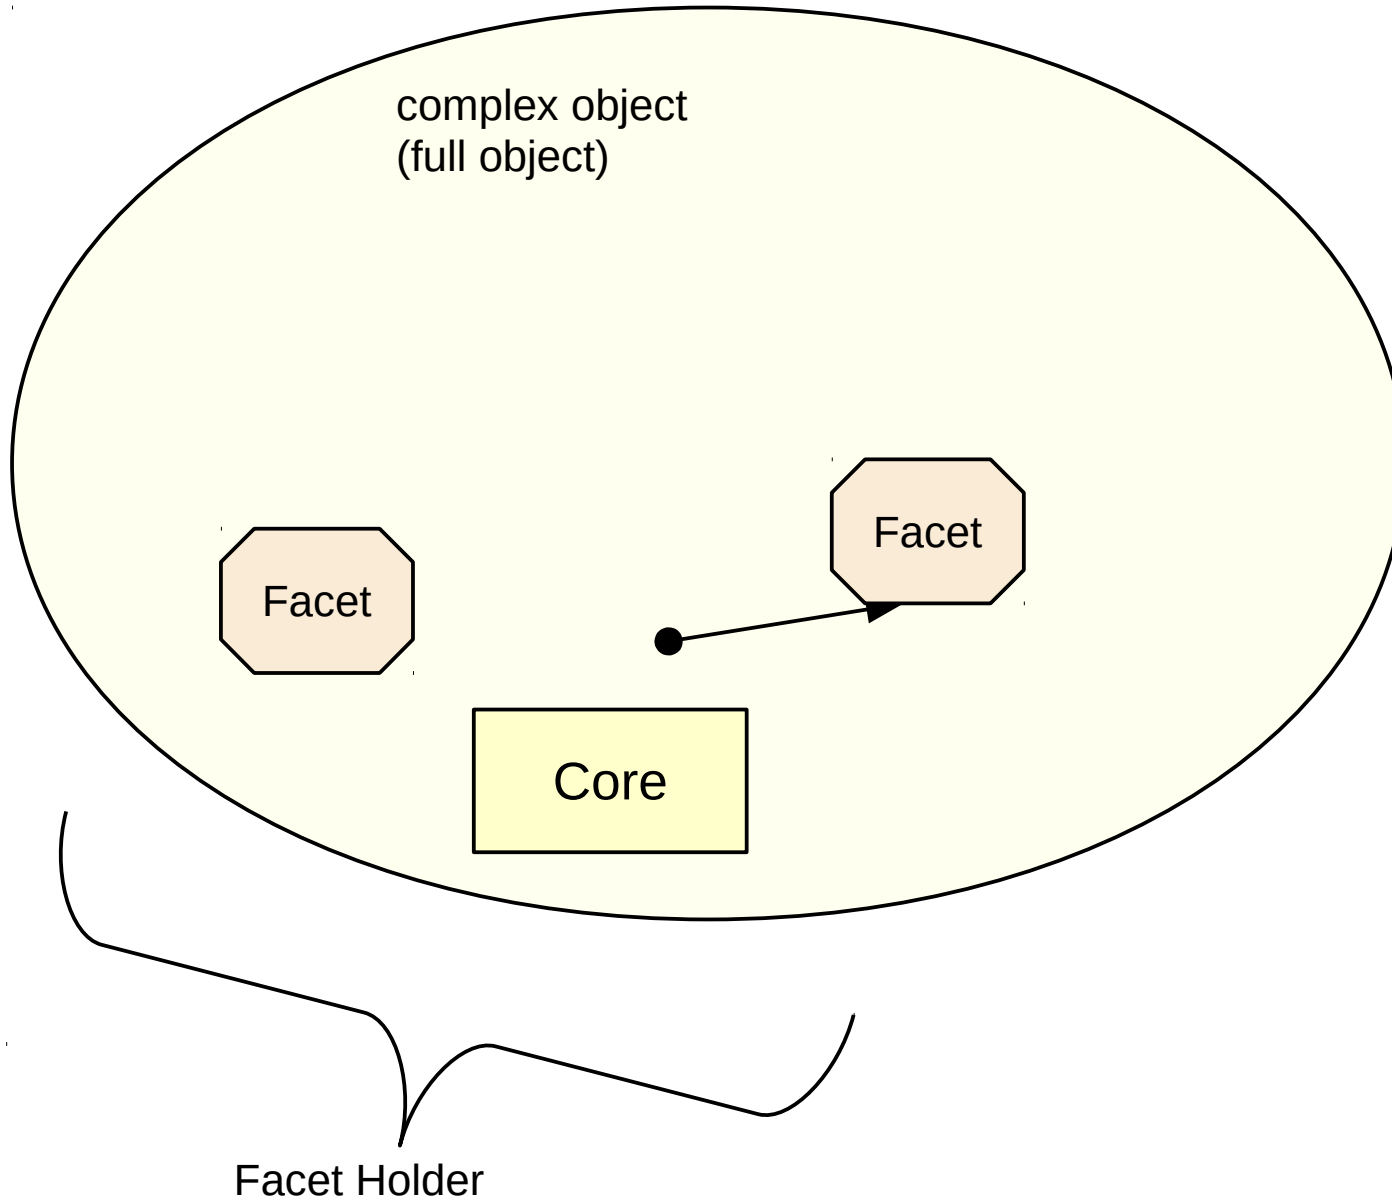 complex object
(full object)
Facet
Facet
Core
Facet Holder